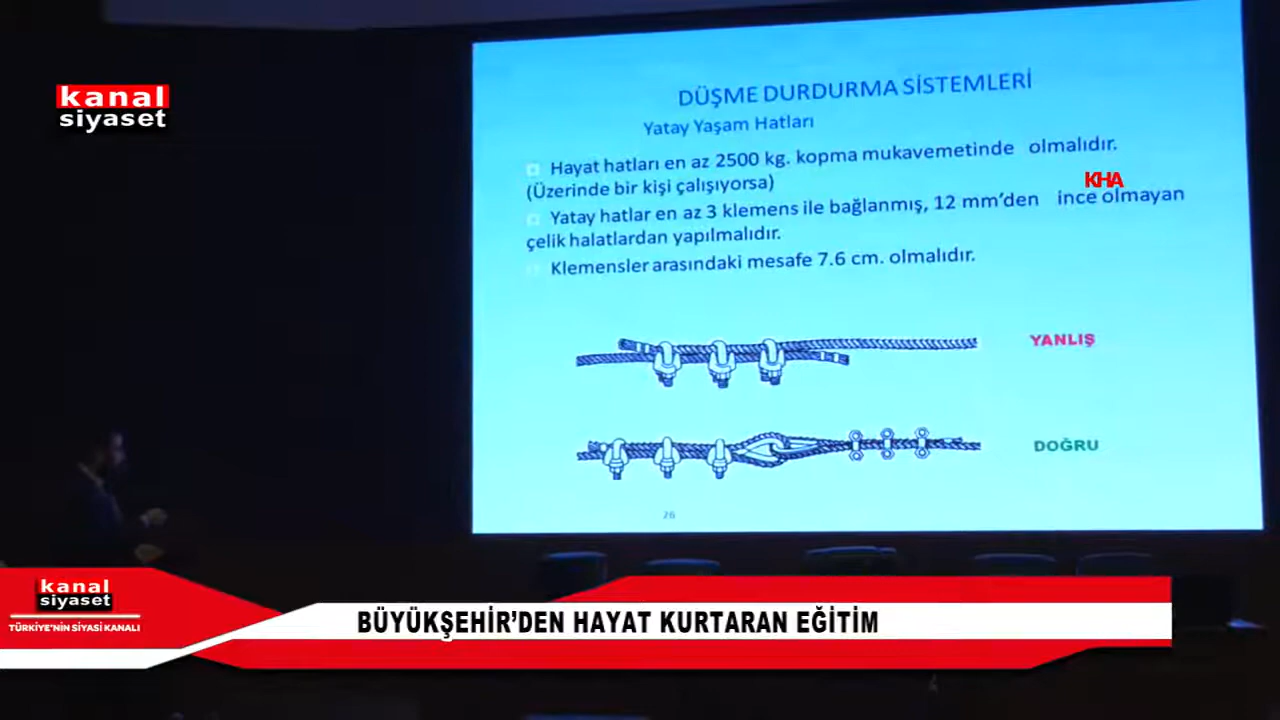 kanal
siyaset
DÜŞME DURDURMA SİSTEMLERİ
Yatay Yaşam Hatları
Hayat hatları en az 2500 kg. kopma mukavemetinde olmalıdır.
(Üzerinde bir kişi çalışıyorsa)
KHA
Yatay hatlar en az 3 klemens ile bağlanmış, 12 mm’den ince olmayan
çelik halatlardan yapılmalıdır.
Klemensler arasındaki mesafe 7.6 cm. olmalıdır.
YANLIŞ
DOĞRU
26
kanal
siyaset
TÜRKİYE'NİN SİYASİ KANALI
BÜYÜKŞEHİR’DEN HAYAT KURTARAN EĞİTİM